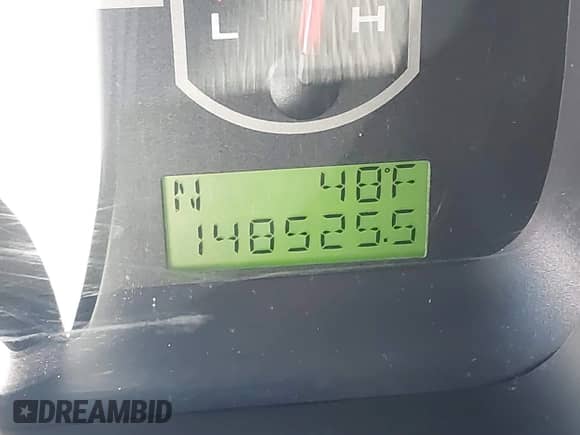 L H
N 48°F
148525.5
DREAMBID